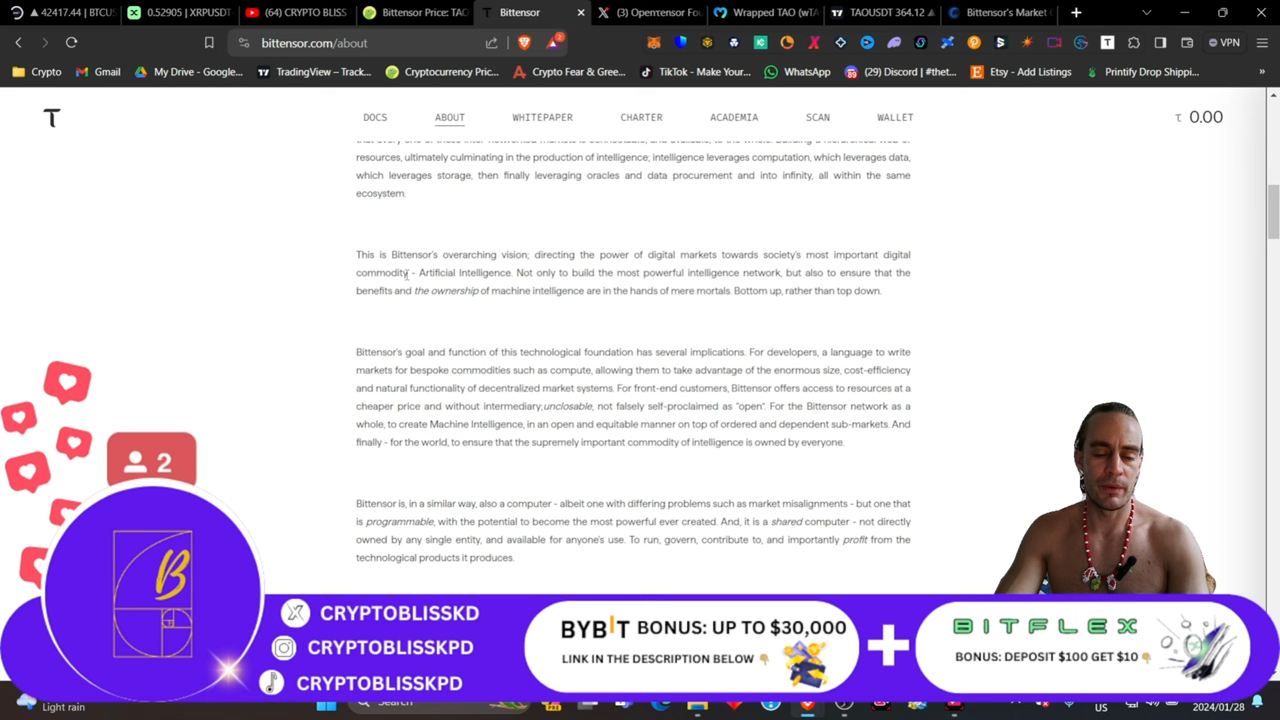 42417.44 ▲ BTCUS
0.52905 | XRPUSDT
(64) CRYPTO BLISS
Bittensor Price: TAO
Bittensor
(3) Opentensor Fou
Wrapped TAO (wTA
TAOUSDT 364.12 ▲
Bittensor's Market
bittensor.com/about
2
VPN
Crypto
Gmail
My Drive - Google...
TradingView – Track...
Cryptocurrency Pric...
Crypto Fear & Gree...
TikTok - Make Your...
WhatsApp
(29) Discord | #thet...
Etsy - Add Listings
Printify Drop Shippi...
DOCS
ABOUT
WHITEPAPER
CHARTER
ACADEMIA
SCAN
WALLET
τ 0.00
resources, ultimately culminating in the production of intelligence; intelligence leverages computation, which leverages data,
which leverages storage, then finally leveraging oracles and data procurement and into infinity, all within the same
ecosystem.
This is Bittensor's overarching vision; directing the power of digital markets towards society's most important digital
commodity - Artificial Intelligence. Not only to build the most powerful intelligence network, but also to ensure that the
benefits and the ownership of machine intelligence are in the hands of mere mortals. Bottom up, rather than top down.
Bittensor's goal and function of this technological foundation has several implications. For developers, a language to write
markets for bespoke commodities such as compute, allowing them to take advantage of the enormous size, cost-efficiency
and natural functionality of decentralized market systems. For front-end customers, Bittensor offers access to resources at a
cheaper price and without intermediary;unclosable, not falsely self-proclaimed as "open". For the Bittensor network as a
whole, to create Machine Intelligence, in an open and equitable manner on top of ordered and dependent sub-markets. And
finally - for the world, to ensure that the supremely important commodity of intelligence is owned by everyone.
Bittensor is, in a similar way, also a computer - albeit one with differing problems such as market misalignments - but one that
is programmable, with the potential to become the most powerful ever created. And, it is a shared computer - not directly
owned by any single entity, and available for anyone's use. To run, govern, contribute to, and importantly profit from the
technological products it produces.
2
B
CRYPTOBLISSKD
CRYPTOBLISSKPD
CRYPTOBLISSKPD
BYBIT BONUS: UP TO $30,000
LINK IN THE DESCRIPTION BELOW
+
BITFLEX
BONUS: DEPOSIT $100 GET $10
Light rain
Search
US
2024/01/28